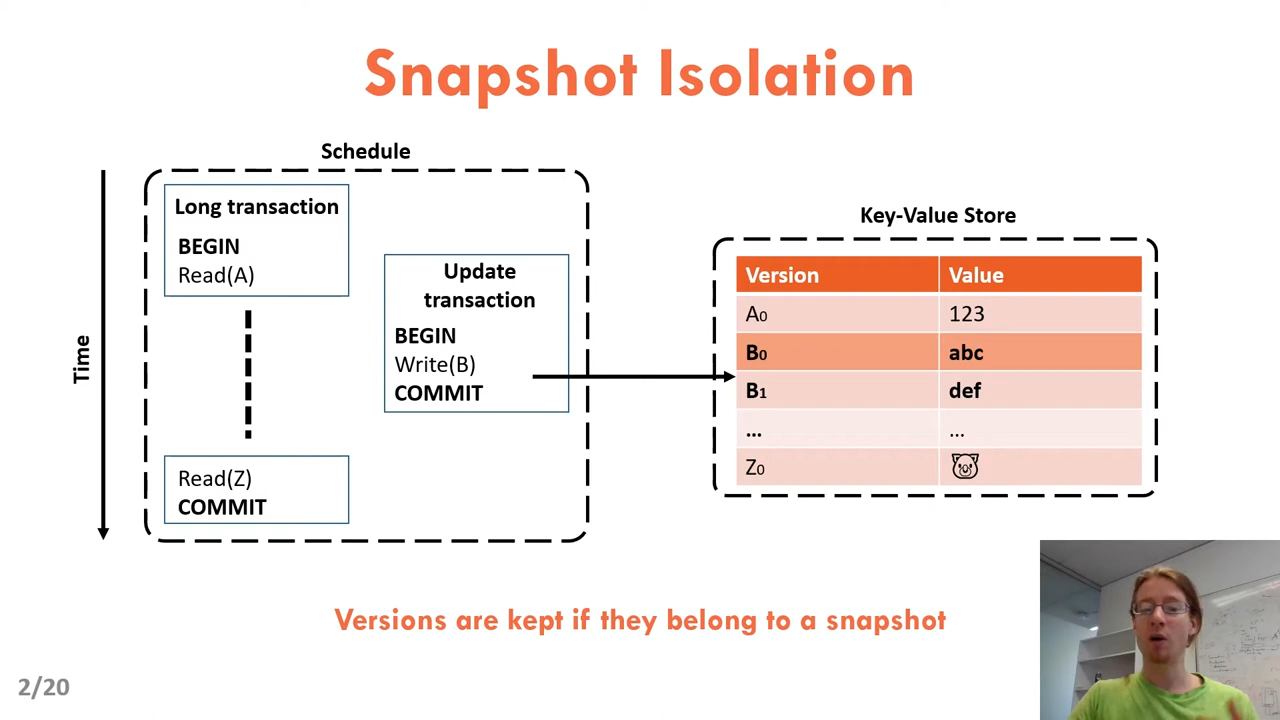 Snapshot Isolation
Schedule
Time
Long transaction
BEGIN
Read(A)
Update
transaction
BEGIN
Write(B)
COMMIT
Read(Z)
COMMIT
Key-Value Store
Version Value
A0 123
B0 abc
B1 def
... ...
Z0
Versions are kept if they belong to a snapshot
2/20